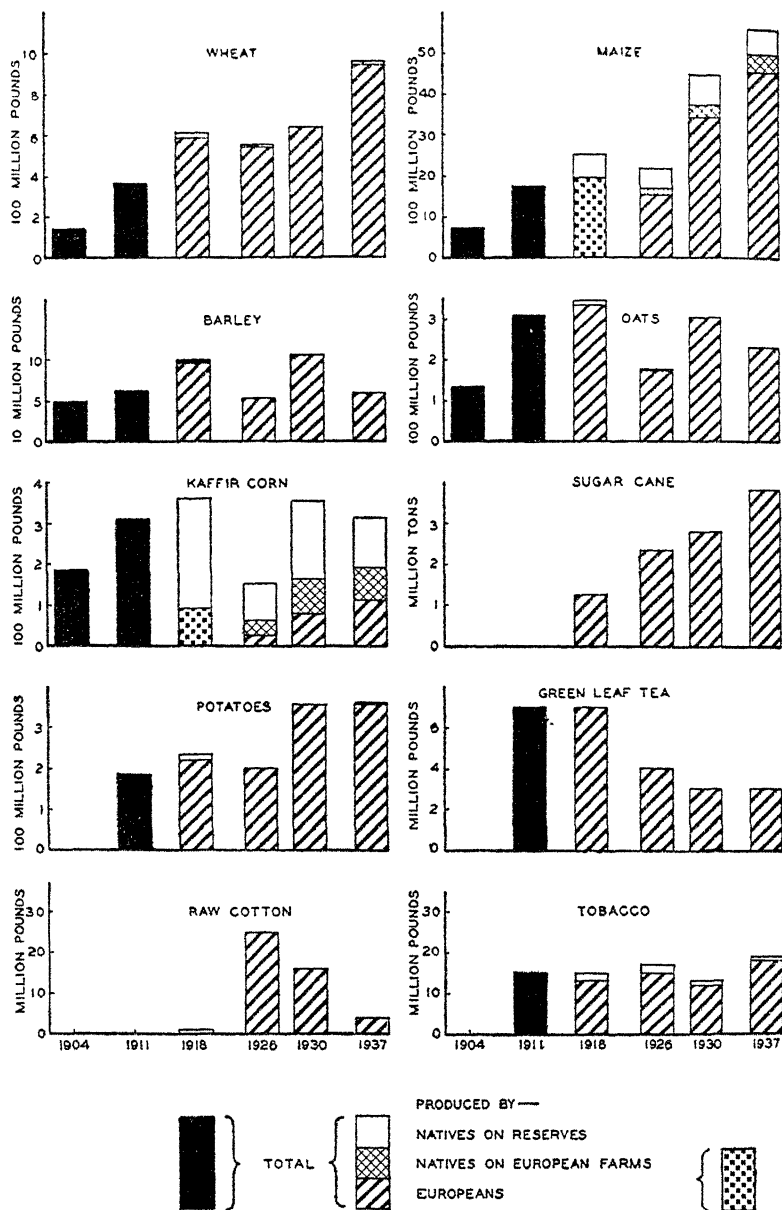 WHEAT
100 MILLION POUNDS
10
8
6
4
2
0
MAIZE
100 MILLION POUNDS
50
40
30
20
10
0
BARLEY
10 MILLION POUNDS
10
5
0
OATS
100 MILLION POUNDS
3
2
1
0
KAFFIR CORN
100 MILLION POUNDS
4
3
2
1
0
SUGAR CANE
MILLION TONS
3
2
1
0
POTATOES
100 MILLION POUNDS
3
2
1
0
GREEN LEAF TEA
MILLION POUNDS
6
4
2
0
RAW COTTON
MILLION POUNDS
30
20
10
0
1904 1911 1918 1926 1930 1937
TOBACCO
MILLION POUNDS
30
20
10
0
1904 1911 1918 1926 1930 1937
PRODUCED BY—
NATIVES ON RESERVES
TOTAL
NATIVES ON EUROPEAN FARMS
EUROPEANS